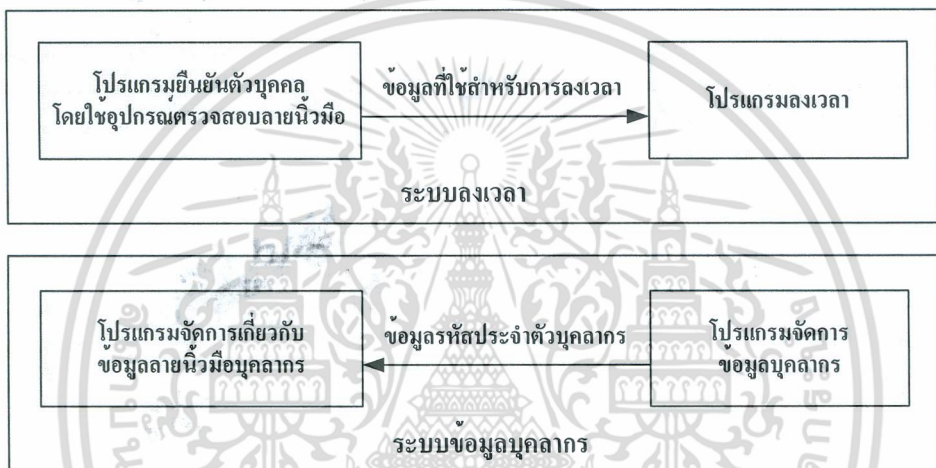 โปรแกรมยืนยันตัวบุคคล
โดยใช้อุปกรณ์ตรวจสอบลายนิ้วมือ
ข้อมูลที่ใช้สำหรับการลงเวลา
โปรแกรมลงเวลา
ระบบลงเวลา
โปรแกรมจัดการเกี่ยวกับ
ข้อมูลลายนิ้วมือบุคลากร
ข้อมูลรหัสประจำตัวบุคลากร
โปรแกรมจัดการ
ข้อมูลบุคลากร
ระบบข้อมูลบุคลากร